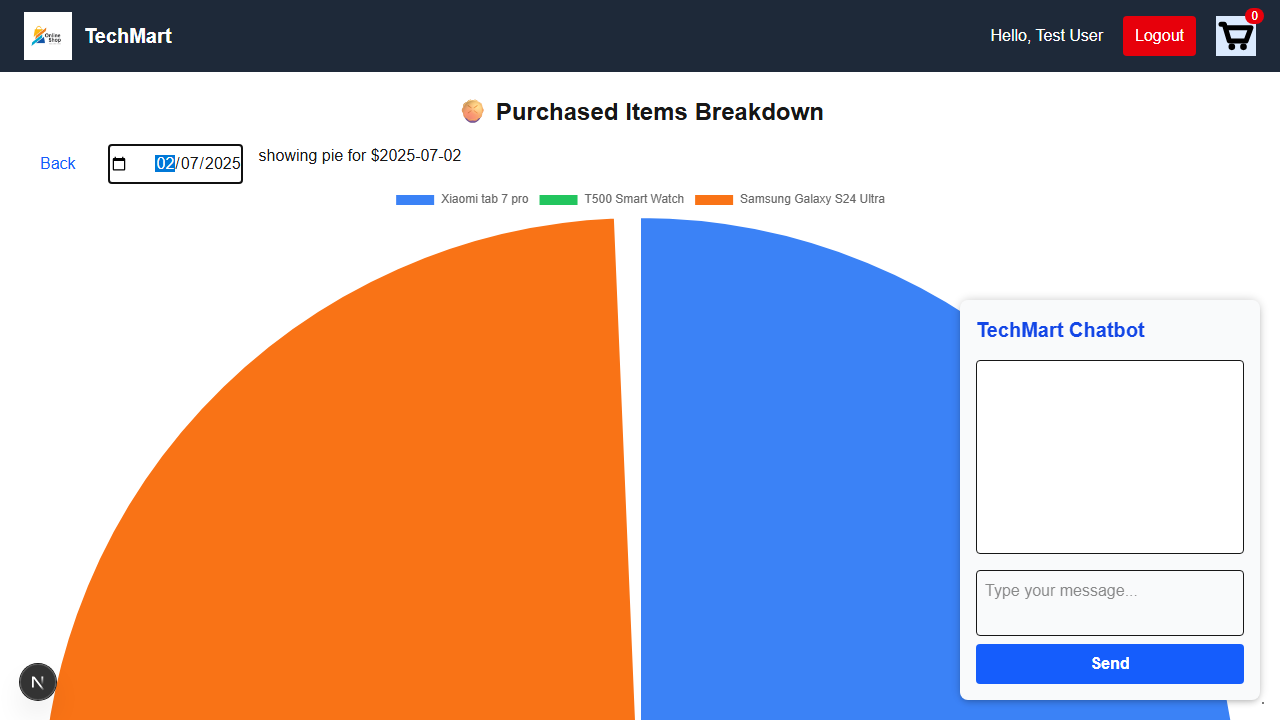 Online
Shop
TechMart
Hello, Test User
Logout
0
Purchased Items Breakdown
Back
02/07/2025
showing pie for $2025-07-02
Xiaomi tab 7 pro
T500 Smart Watch
Samsung Galaxy S24 Ultra
TechMart Chatbot
Type your message...
Send
N